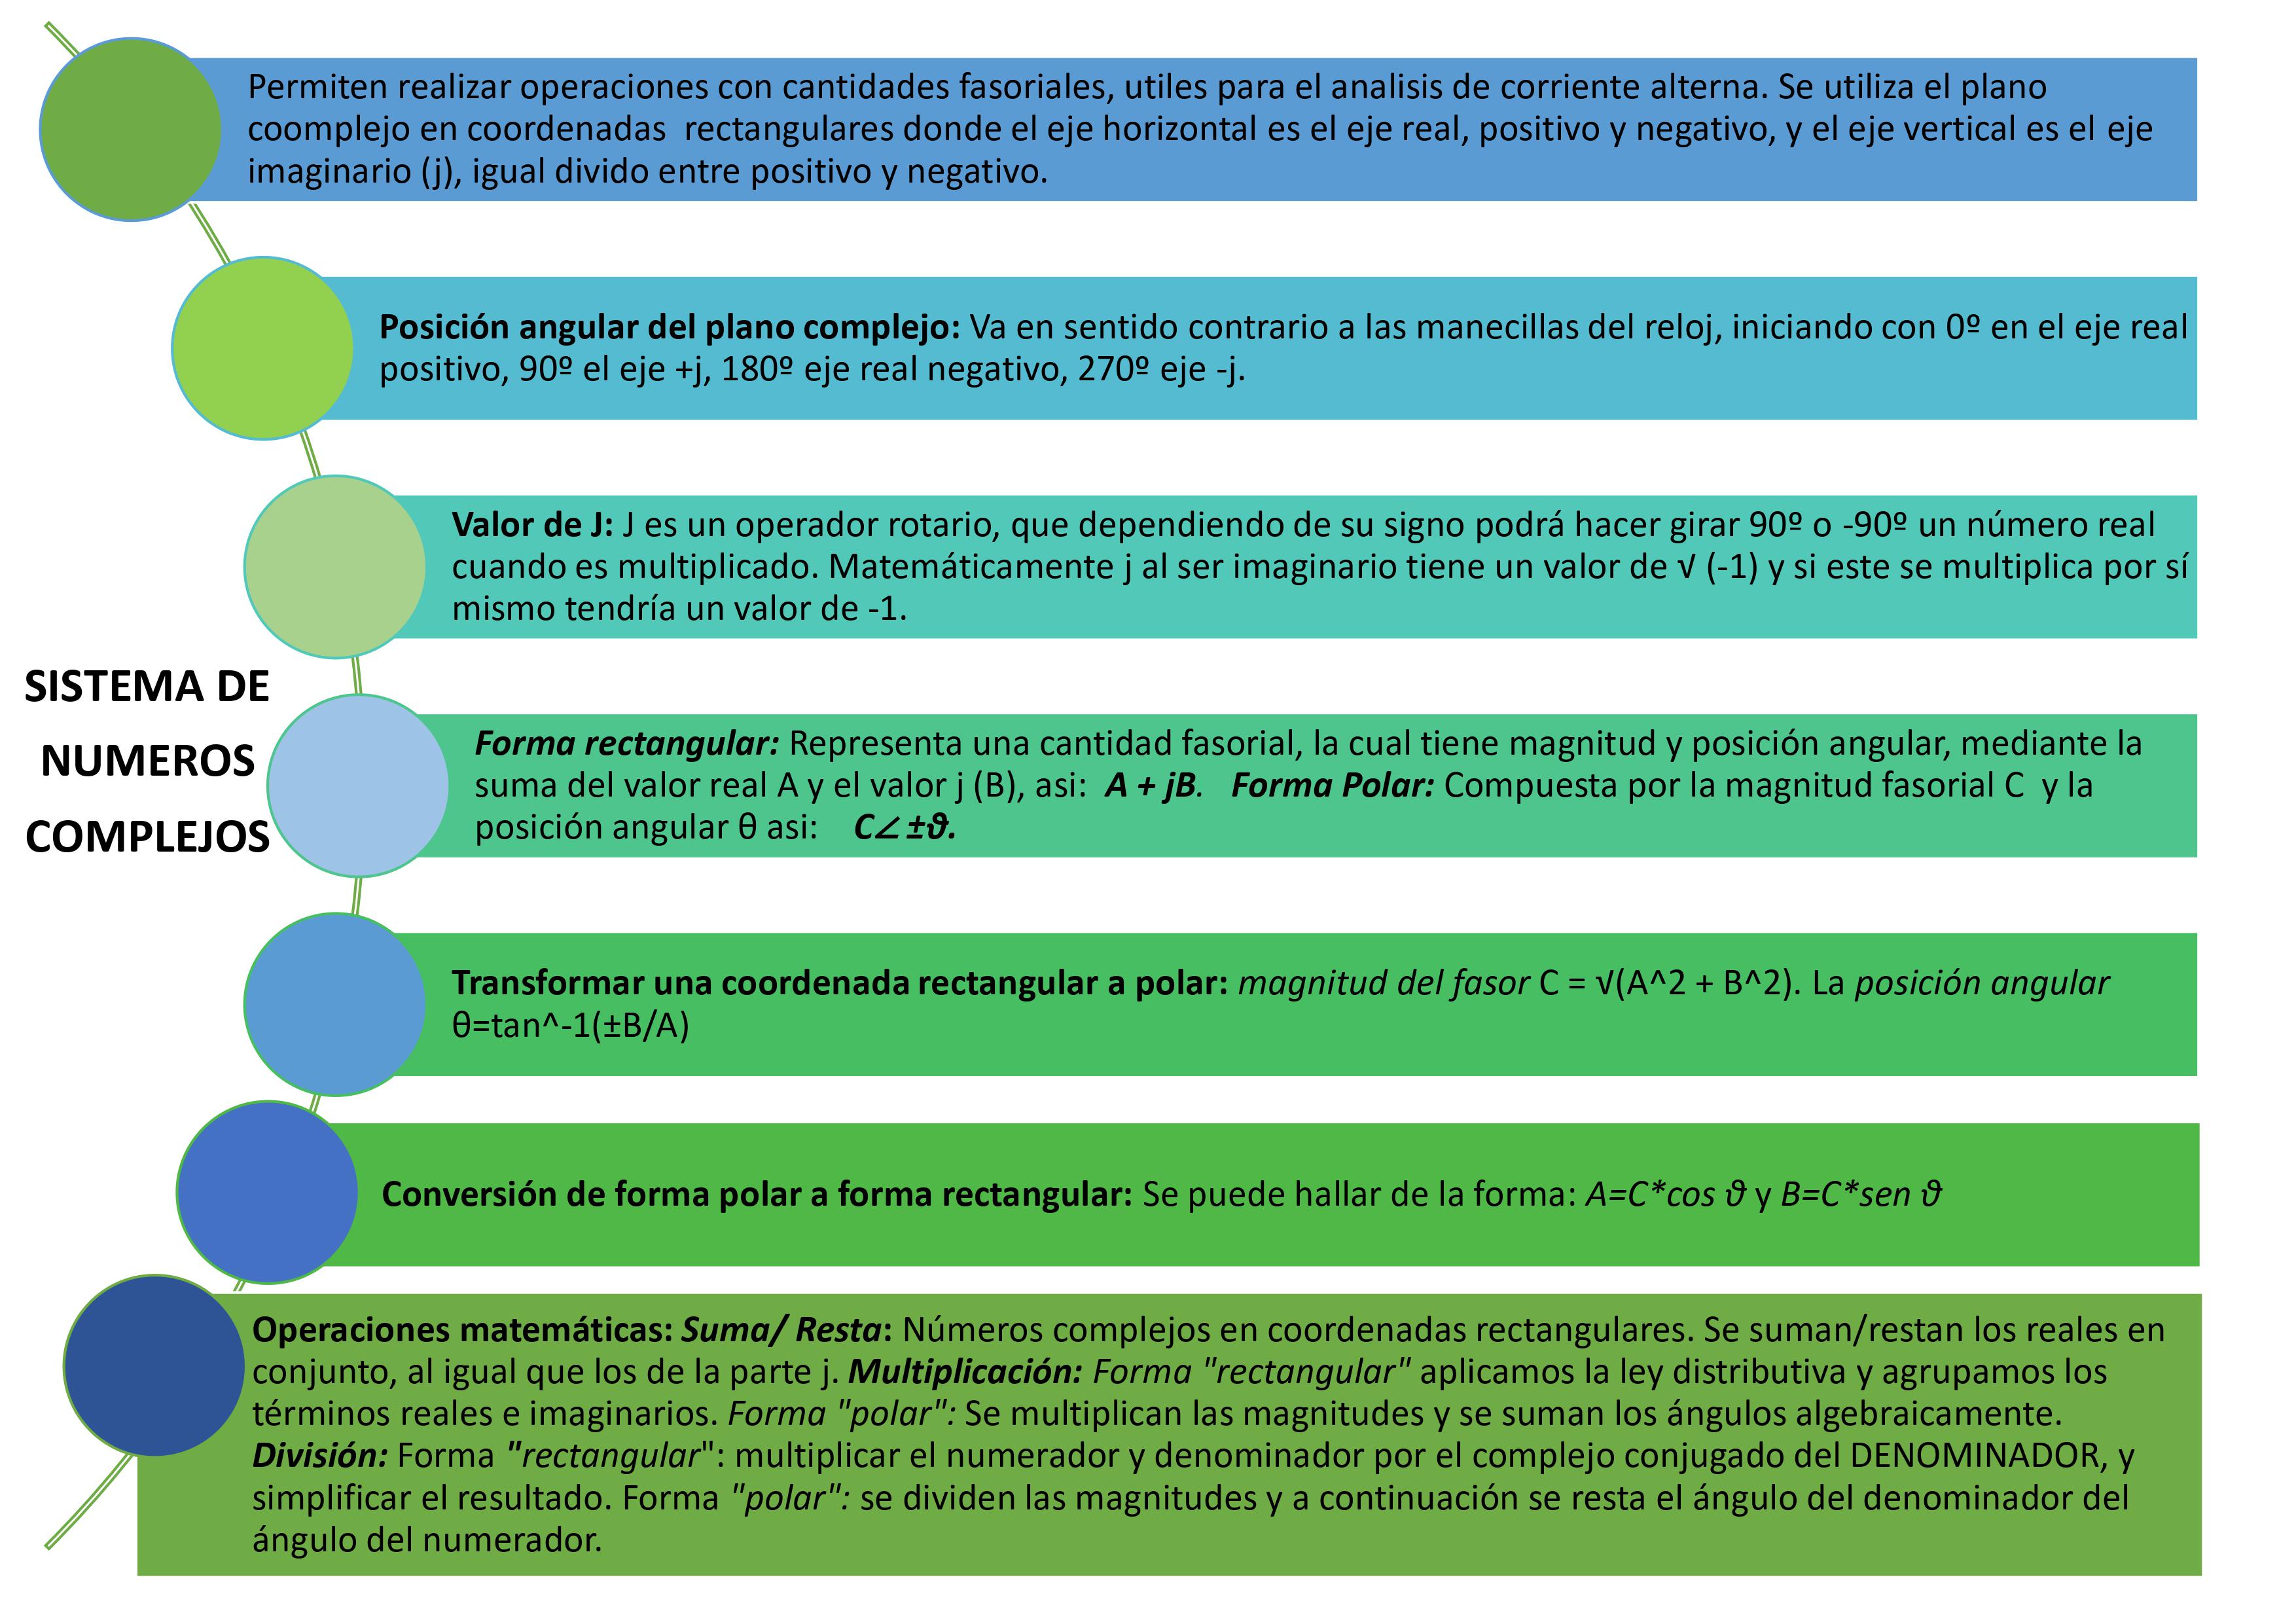 Permiten realizar operaciones con cantidades fasoriales, utiles para el analisis de corriente alterna. Se utiliza el plano
coomplejo en coordenadas  rectangulares donde el eje horizontal es el eje real, positivo y negativo, y el eje vertical es el eje
imaginario (j), igual divido entre positivo y negativo.
Posición angular del plano complejo: Va en sentido contrario a las manecillas del reloj, iniciando con 0º en el eje real
positivo, 90º el eje +j, 180º eje real negativo, 270º eje -j.
Valor de J: J es un operador rotario, que dependiendo de su signo podrá hacer girar 90º o -90º un número real
cuando es multiplicado. Matemáticamente j al ser imaginario tiene un valor de √ (-1) y si este se multiplica por sí
mismo tendría un valor de -1.
SISTEMA DE
NUMEROS
COMPLEJOS
Forma rectangular: Representa una cantidad fasorial, la cual tiene magnitud y posición angular, mediante la
suma del valor real A y el valor j (B), asi:  A + jB.   Forma Polar: Compuesta por la magnitud fasorial C  y la
posición angular θ asi:    C∠ ±θ.
Transformar una coordenada rectangular a polar: magnitud del fasor C = √(A^2 + B^2). La posición angular
θ=tan^-1(±B/A)
Conversión de forma polar a forma rectangular: Se puede hallar de la forma: A=C*cos θ y B=C*sen θ
Operaciones matemáticas: Suma/ Resta: Números complejos en coordenadas rectangulares. Se suman/restan los reales en
conjunto, al igual que los de la parte j. Multiplicación: Forma "rectangular" aplicamos la ley distributiva y agrupamos los
términos reales e imaginarios. Forma "polar": Se multiplican las magnitudes y se suman los ángulos algebraicamente.
División: Forma "rectangular": multiplicar el numerador y denominador por el complejo conjugado del DENOMINADOR, y
simplificar el resultado. Forma "polar": se dividen las magnitudes y a continuación se resta el ángulo del denominador del
ángulo del numerador.